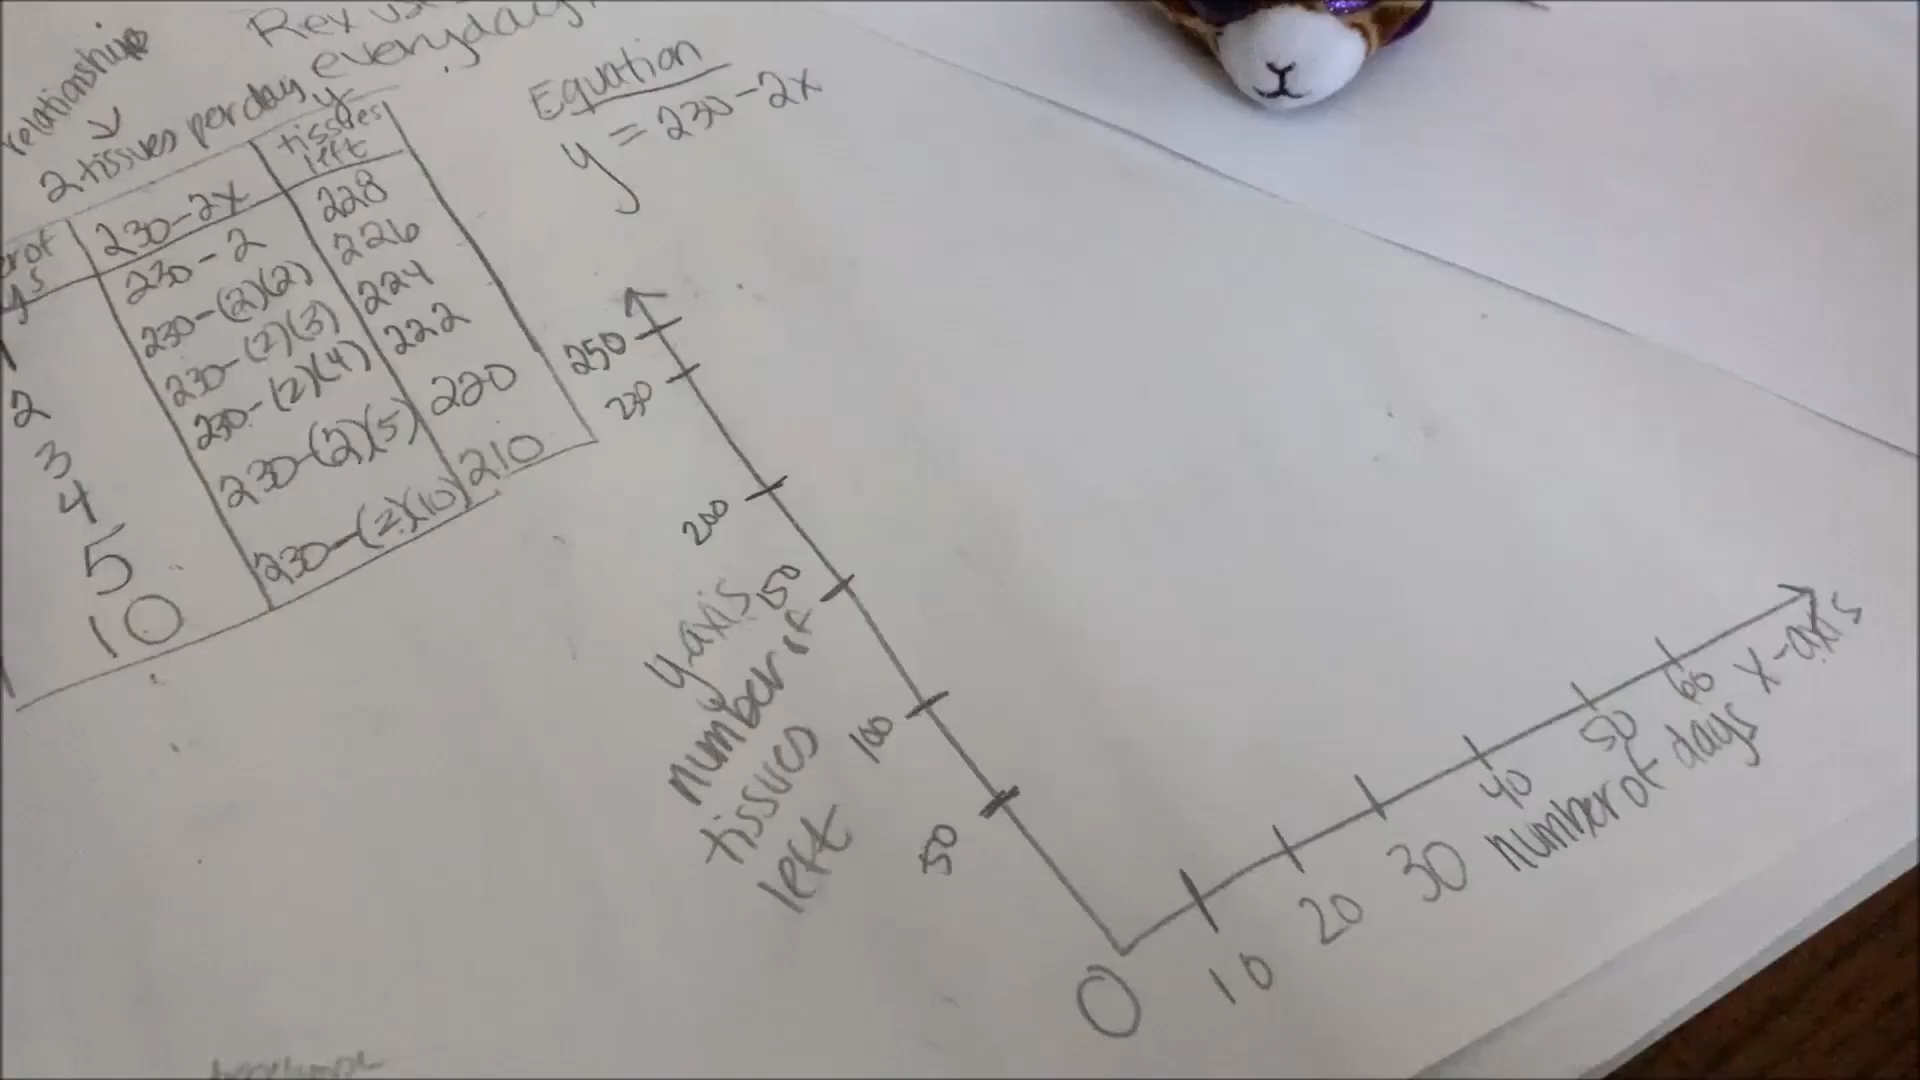 Rex
everyday
relationship
2 tissues per day
y
230-2x tissues left
1 230-2 228
2 230-(2)(2) 226
3 230-(2)(3) 224
4 230-(2)(4) 222
5 230-(2)(5) 220
10 230-(2)(10) 210
Equation
y = 230-2x
250
230
200
150
100
50
0
y-axis
number of
tissues
left
10 20 30 40 50 60
number of days
x-axis